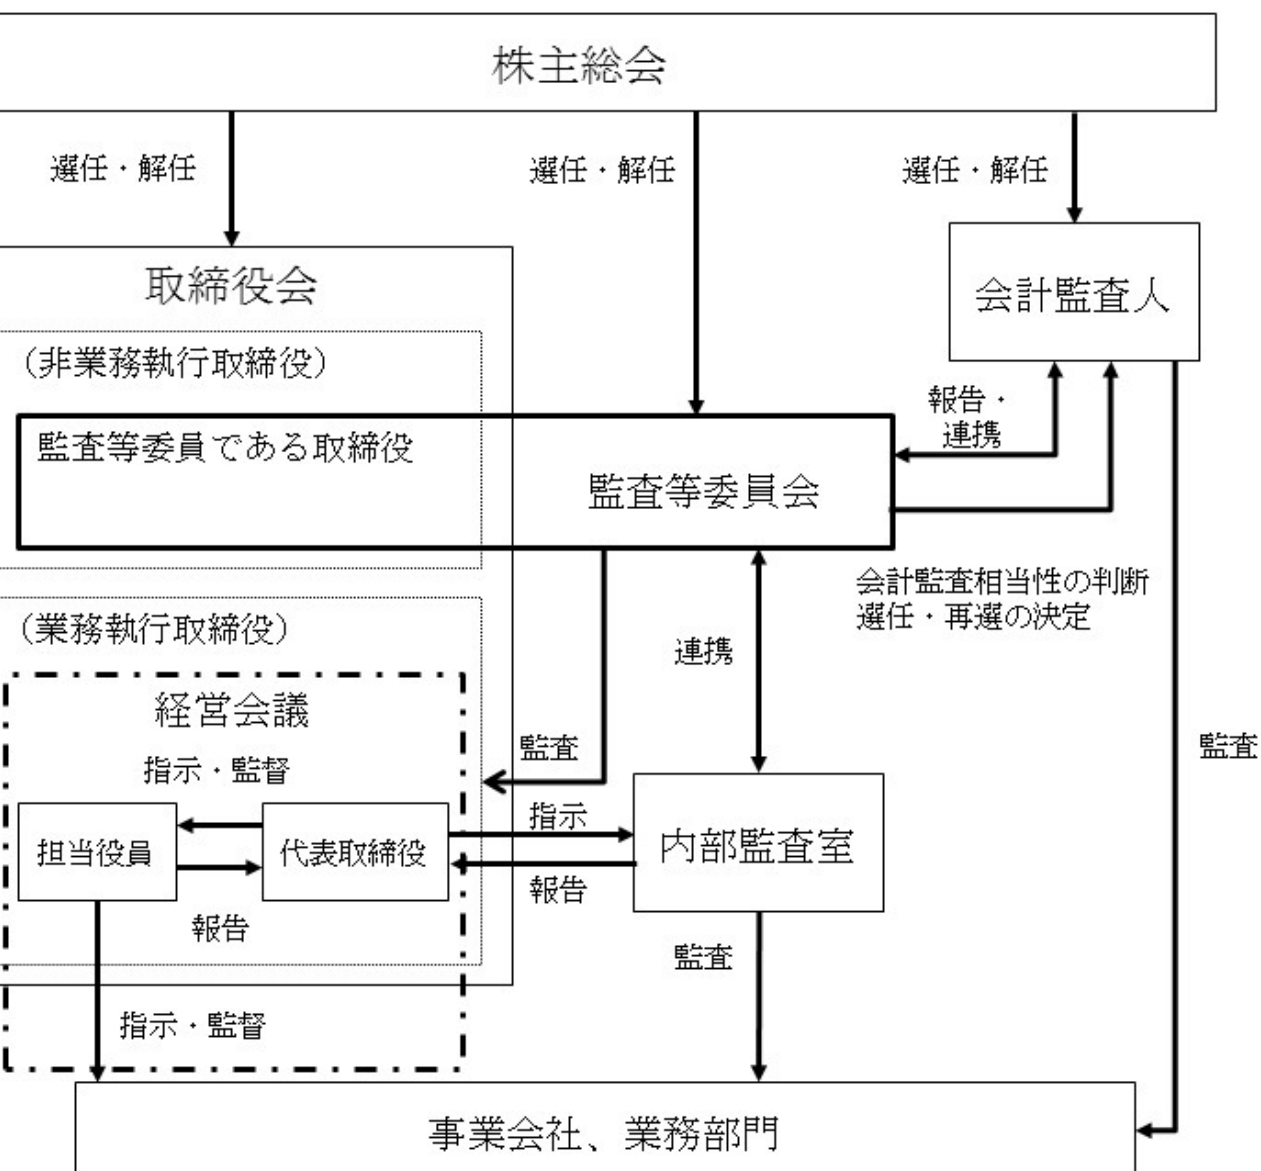 株主総会
選任・解任
選任・解任
選任・解任
取締役会
会計監査人
（非業務執行取締役）
報告・
連携
監査等委員である取締役
監査等委員会
会計監査相当性の判断
選任・再選の決定
（業務執行取締役）
連携
経営会議
監査
監査
指示・監督
指示
担当役員
代表取締役
内部監査室
報告
報告
監査
指示・監督
事業会社、業務部門